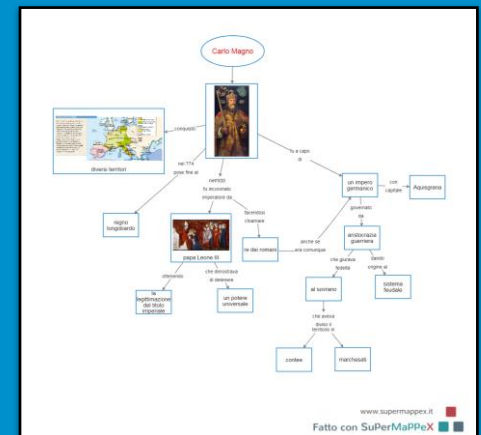 Carlo Magno
conquistò
diversi territori
nel 774
pose fine al
regno
longobardo
fu incoronato
imperatore da
papa Leone III
ottenendo
la
legittimazione
del titolo
imperiale
che dimostrava
di detenere
un potere
universale
facendosi
chiamare
re dei romani
anche se
era comunque
fu a capo
di
un impero
germanico
con
capitale
Aquisgrana
governato
da
aristocrazia
guerriera
che giurava
fedeltà
al sovrano
che aveva
diviso il
territorio in
contee
marchesati
dando
origine al
sistema
feudale
www.supermappex.it
Fatto con SuPerMaPPeX